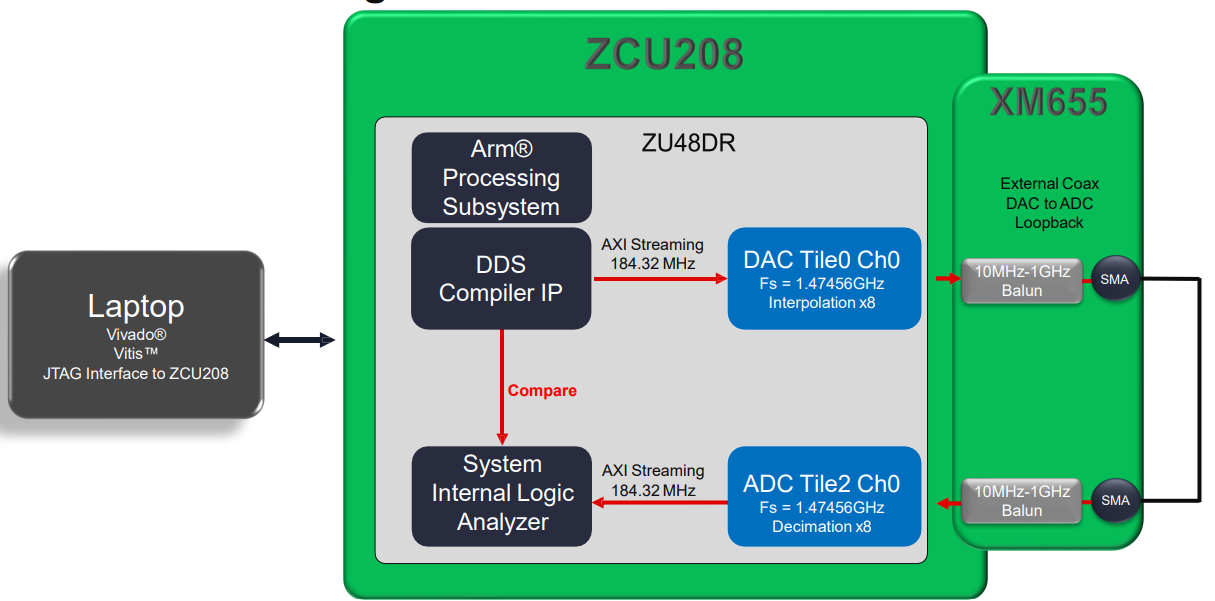 ZCU208
XM655
ZU48DR
Arm®
Processing
Subsystem
External Coax
DAC to ADC
Loopback
DDS
Compiler IP
AXI Streaming
184.32 MHz
DAC Tile0 Ch0
Fs = 1.47456GHz
Interpolation x8
10MHz-1GHz
Balun
SMA
Laptop
Vivado®
Vitis™
JTAG Interface to ZCU208
Compare
System
Internal Logic
Analyzer
AXI Streaming
184.32 MHz
ADC Tile2 Ch0
Fs = 1.47456GHz
Decimation x8
10MHz-1GHz
Balun
SMA